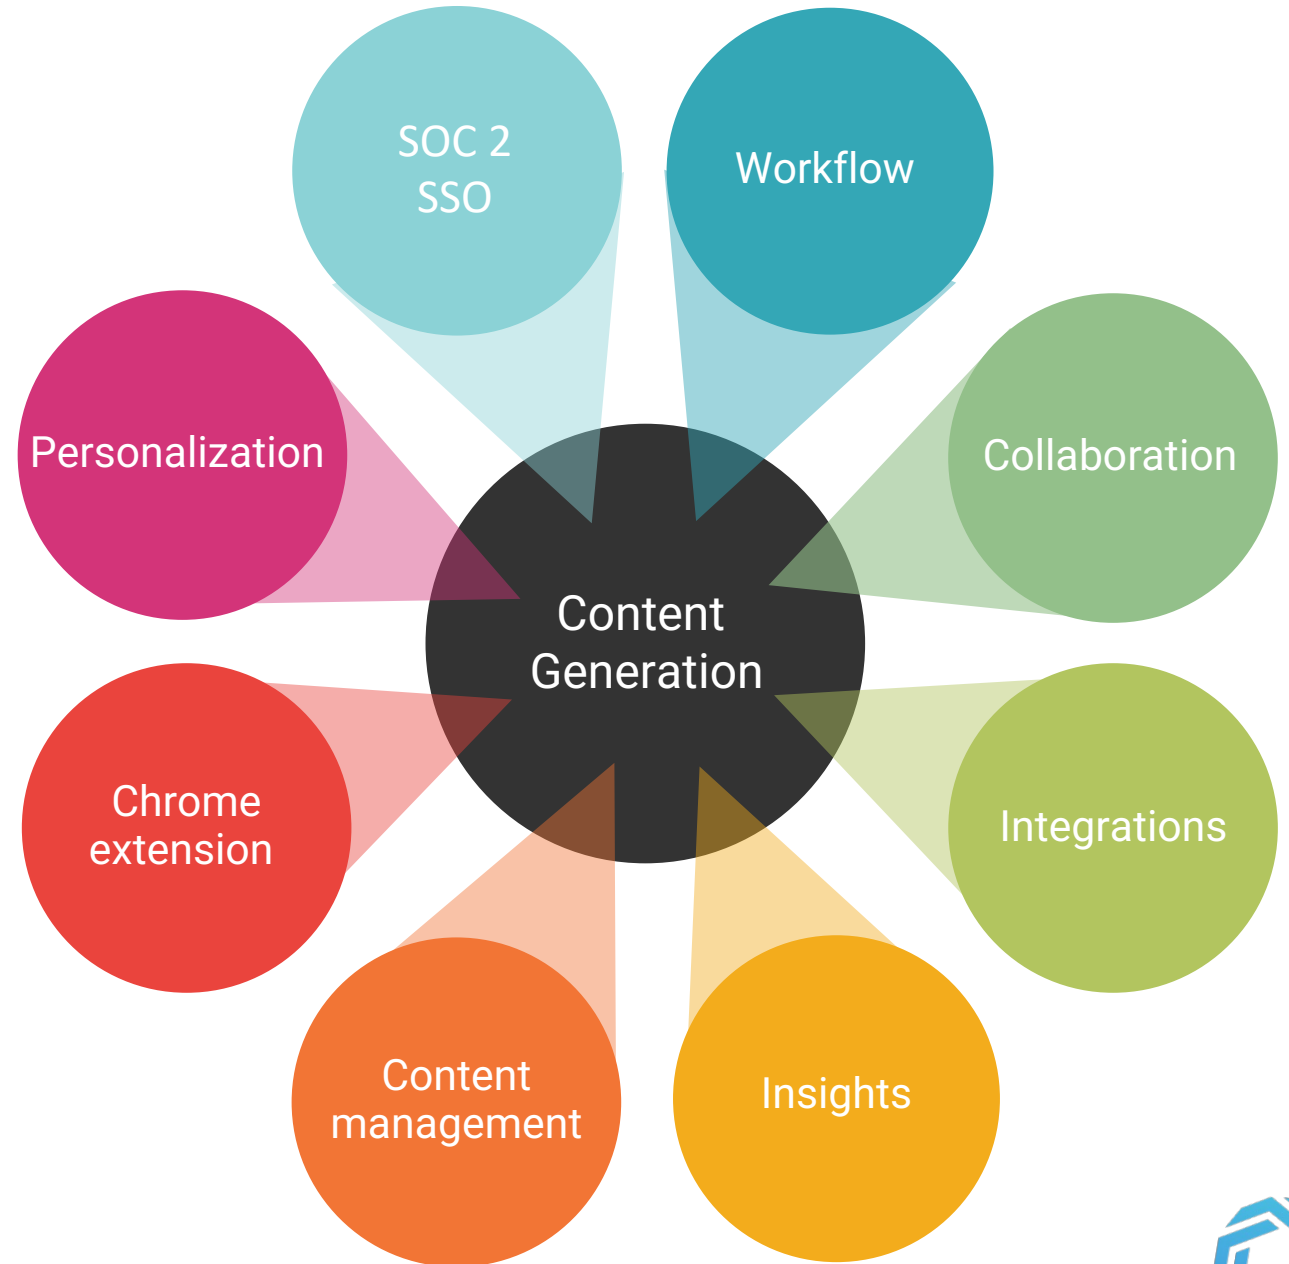 SOC 2
SSO
Workflow
Personalization
Collaboration
Content
Generation
Chrome
extension
Integrations
Content
management
Insights